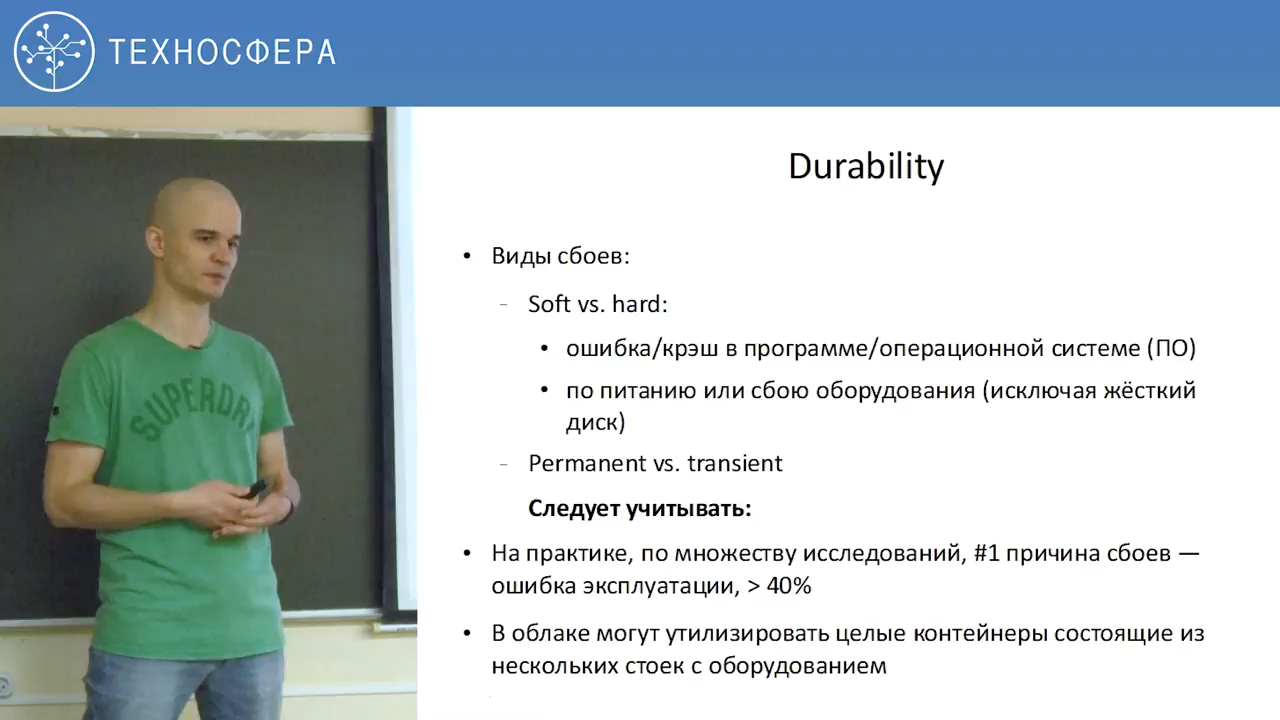 ТЕХНОСФЕРА
Durability
• Виды сбоев:
– Soft vs. hard:
• ошибка/крэш в программе/операционной системе (ПО)
• по питанию или сбою оборудования (исключая жёсткий
диск)
– Permanent vs. transient
Следует учитывать:
• На практике, по множеству исследований, #1 причина сбоев —
ошибка эксплуатации, > 40%
• В облаке могут утилизировать целые контейнеры состоящие из
нескольких стоек с оборудованием
SUPERDRY